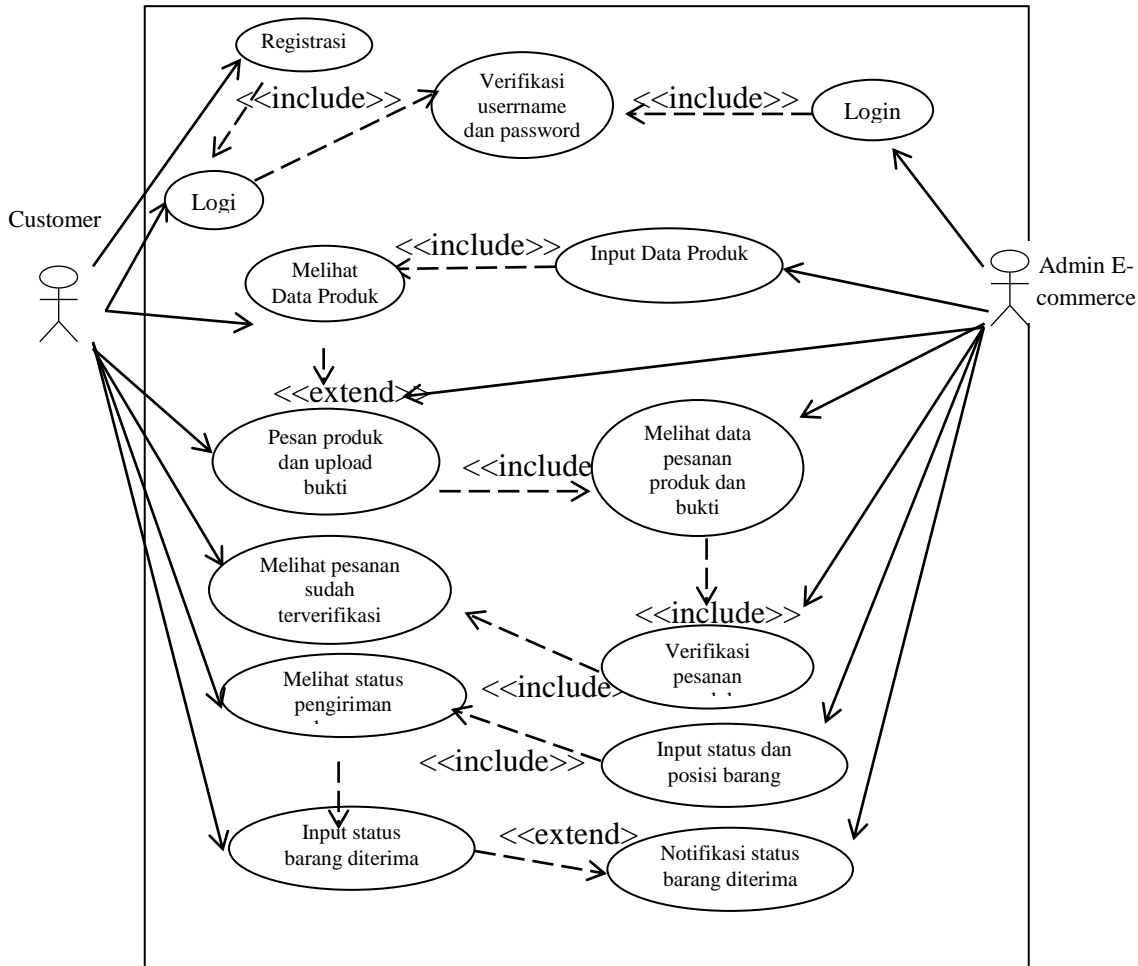 Registrasi
<<include>>
Verifikasi
userrname
dan password
<<include>>
Login
Logi
Customer
Admin E-
commerce
<<include>>
Melihat
Data Produk
Input Data Produk
<<extend>
Pesan produk
dan upload
bukti
<<include
Melihat data
pesanan
produk dan
bukti
Melihat pesanan
sudah
terverifikasi
<<include>>
Verifikasi
pesanan
Melihat status
pengiriman
<<include>
<<include>>
Input status dan
posisi barang
Input status
barang diterima
<<extend>
Notifikasi status
barang diterima